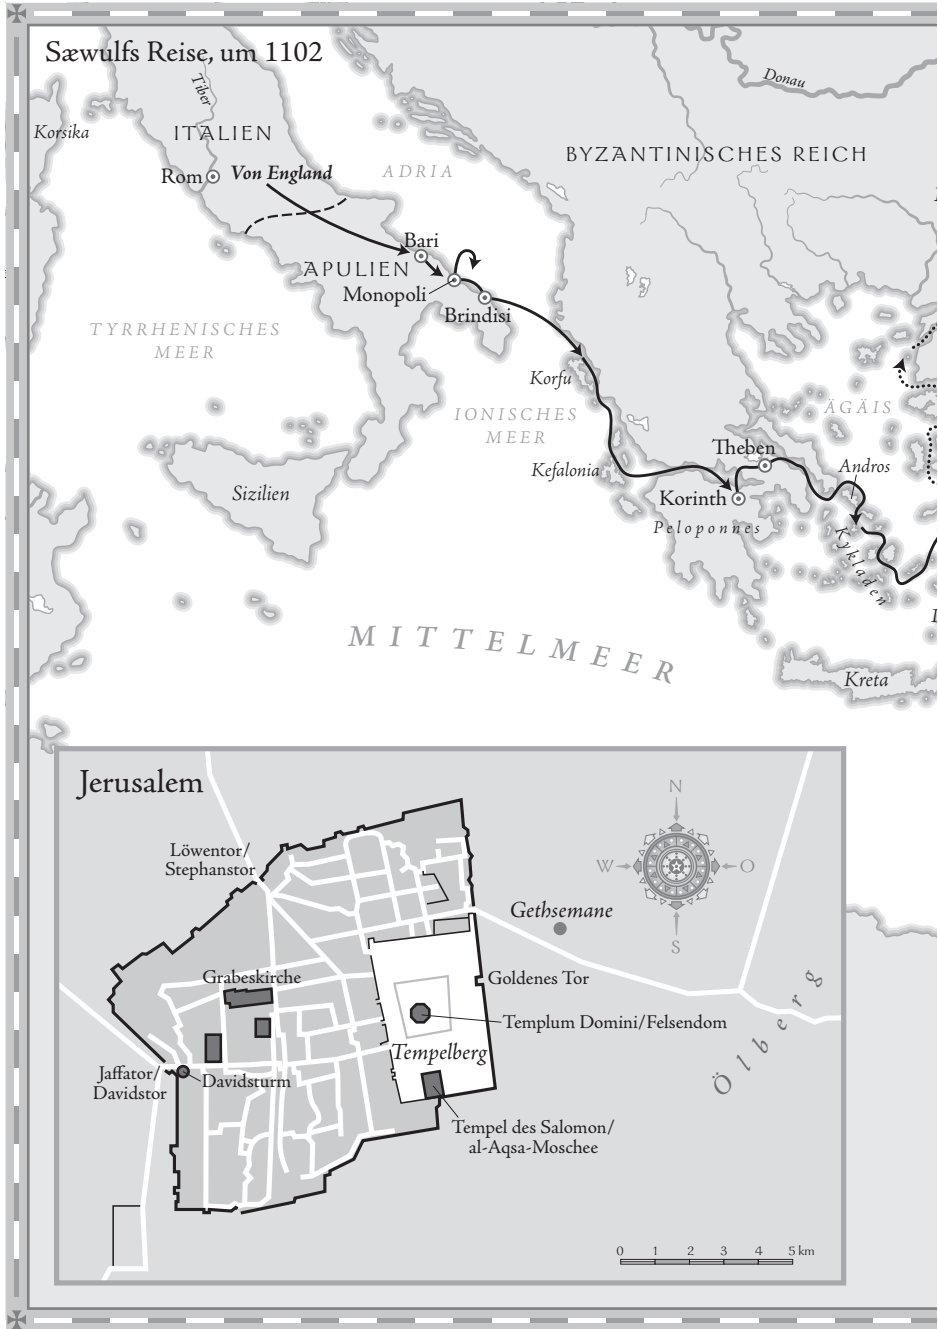 Sæwulfs Reise, um 1102
Donau
Tiber
Korsika
ITALIEN
BYZANTINISCHES REICH
Rom
Von England
ADRIA
Bari
APULIEN
Monopoli
Brindisi
TYRRHENISCHES
MEER
Korfu
ÄGÄIS
IONISCHES
MEER
Theben
Andros
Kefalonia
Sizilien
Korinth
Peloponnes
Kykladen
MITTELMEER
Kreta
Jerusalem
N
W
O
S
Löwentor/
Stephanstor
Gethsemane
Grabeskirche
Goldenes Tor
Templum Domini/Felsendom
Tempelberg
Ölberg
Jaffator/
Davidstor
Davidsturm
Tempel des Salomon/
al-Aqsa-Moschee
0 1 2 3 4 5 km